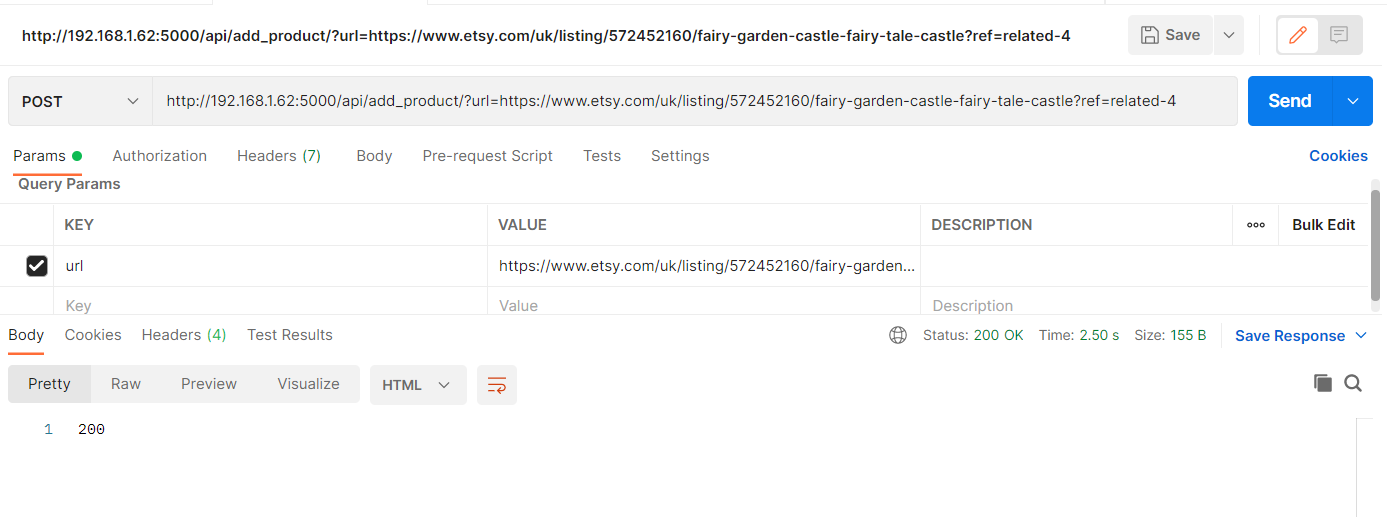 http://192.168.1.62:5000/api/add_product/?url=https://www.etsy.com/uk/listing/572452160/fairy-garden-castle-fairy-tale-castle?ref=related-4 Save
POST http://192.168.1.62:5000/api/add_product/?url=https://www.etsy.com/uk/listing/572452160/fairy-garden-castle-fairy-tale-castle?ref=related-4 Send
Params Authorization Headers (7) Body Pre-request Script Tests Settings Cookies
Query Params
KEY VALUE DESCRIPTION Bulk Edit
url https://www.etsy.com/uk/listing/572452160/fairy-garden...
Key Value Description
Body Cookies Headers (4) Test Results Status: 200 OK Time: 2.50 s Size: 155 B Save Response
Pretty Raw Preview Visualize HTML
1 200